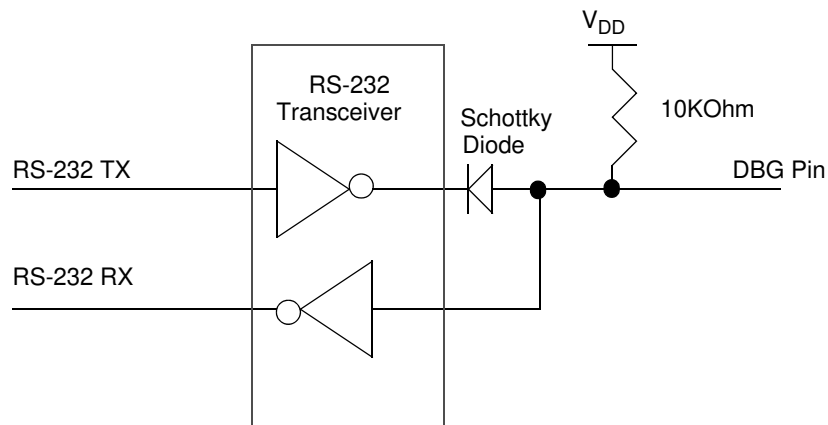 VDD
RS-232
Transceiver
Schottky
Diode
10KOhm
RS-232 TX
DBG Pin
RS-232 RX